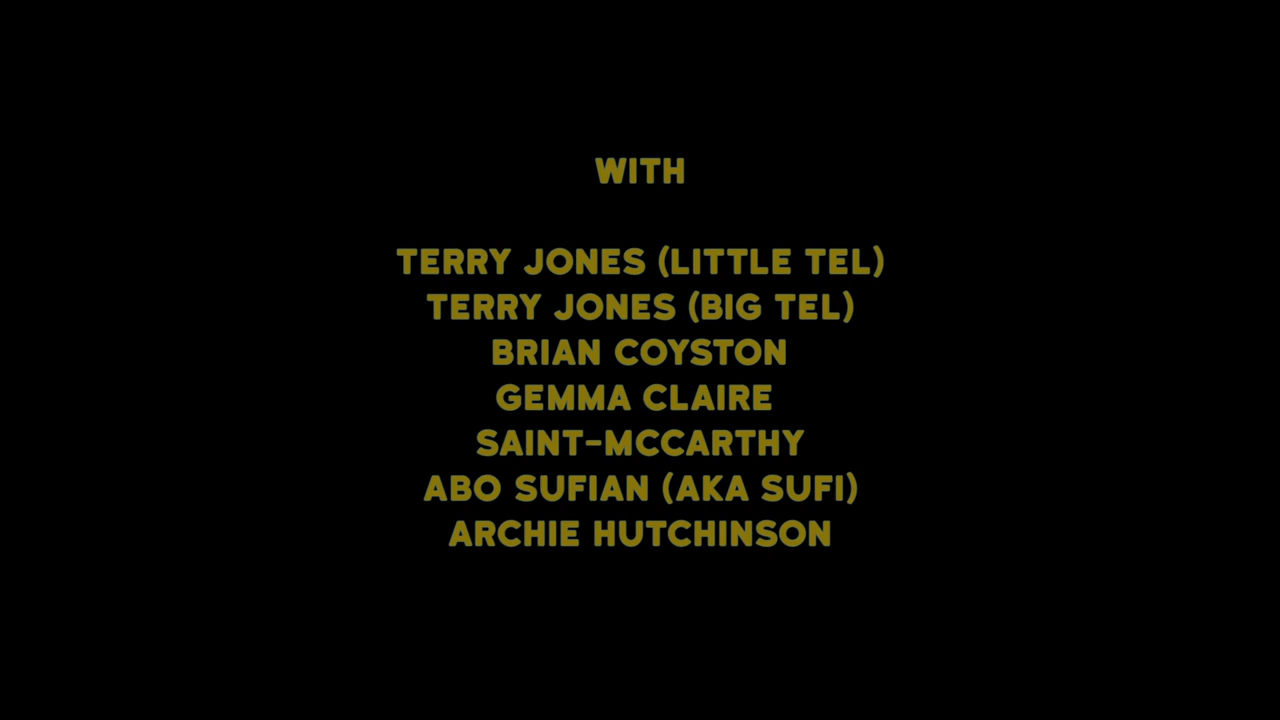 WITH
TERRY JONES (LITTLE TEL)
TERRY JONES (BIG TEL)
BRIAN COYSTON
GEMMA CLAIRE
SAINT-MCCARTHY
ABO SUFIAN (AKA SUFI)
ARCHIE HUTCHINSON